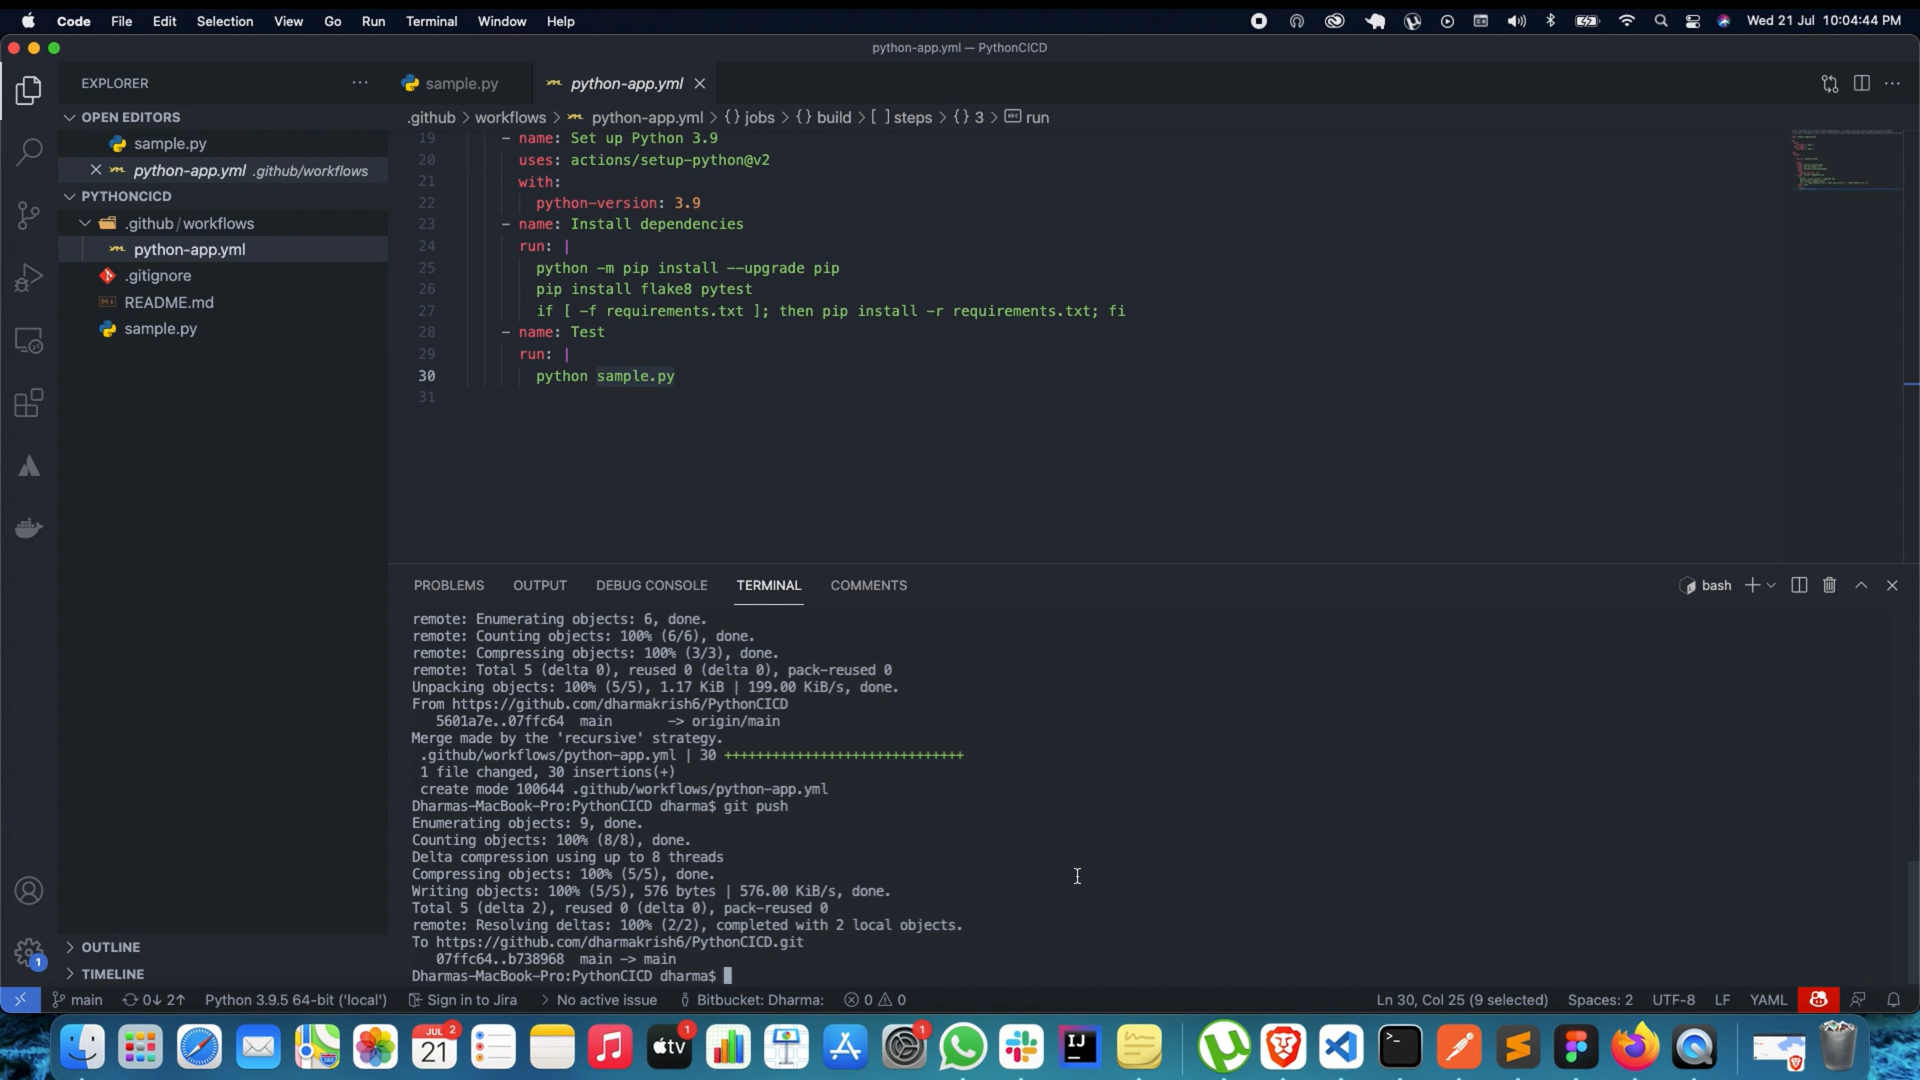 Code File Edit Selection View Go Run Terminal Window Help
Wed 21 Jul 10:04:44 PM
python-app.yml — PythonCICD
EXPLORER
sample.py
python-app.yml
OPEN EDITORS
sample.py
python-app.yml .github/workflows
PYTHONCICD
.github/workflows
python-app.yml
.gitignore
README.md
sample.py
OUTLINE
TIMELINE
.github > workflows > python-app.yml > {} jobs > {} build > [ ] steps > {} 3 > abc run
19 - name: Set up Python 3.9
20 uses: actions/setup-python@v2
21 with:
22 python-version: 3.9
23 - name: Install dependencies
24 run: |
25 python -m pip install --upgrade pip
26 pip install flake8 pytest
27 if [ -f requirements.txt ]; then pip install -r requirements.txt; fi
28 - name: Test
29 run: |
30 python sample.py
31
PROBLEMS OUTPUT DEBUG CONSOLE TERMINAL COMMENTS
bash
remote: Enumerating objects: 6, done.
remote: Counting objects: 100% (6/6), done.
remote: Compressing objects: 100% (3/3), done.
remote: Total 5 (delta 0), reused 0 (delta 0), pack-reused 0
Unpacking objects: 100% (5/5), 1.17 KiB | 199.00 KiB/s, done.
From https://github.com/dharmakrish6/PythonCICD
5601a7e..07ffc64 main -> origin/main
Merge made by the 'recursive' strategy.
.github/workflows/python-app.yml | 30 ++++++++++++++++++++++++++++++
1 file changed, 30 insertions(+)
create mode 100644 .github/workflows/python-app.yml
Dharmas-MacBook-Pro:PythonCICD dharma$ git push
Enumerating objects: 9, done.
Counting objects: 100% (8/8), done.
Delta compression using up to 8 threads
Compressing objects: 100% (5/5), done.
Writing objects: 100% (5/5), 576 bytes | 576.00 KiB/s, done.
Total 5 (delta 2), reused 0 (delta 0), pack-reused 0
remote: Resolving deltas: 100% (2/2), completed with 2 local objects.
To https://github.com/dharmakrish6/PythonCICD.git
07ffc64..b738968 main -> main
Dharmas-MacBook-Pro:PythonCICD dharma$
1
main 0↓ 2↑ Python 3.9.5 64-bit ('local') Sign in to Jira No active issue Bitbucket: Dharma: 0 0
Ln 30, Col 25 (9 selected) Spaces: 2 UTF-8 LF YAML
JUL 2
21
tv 1
1
IJ